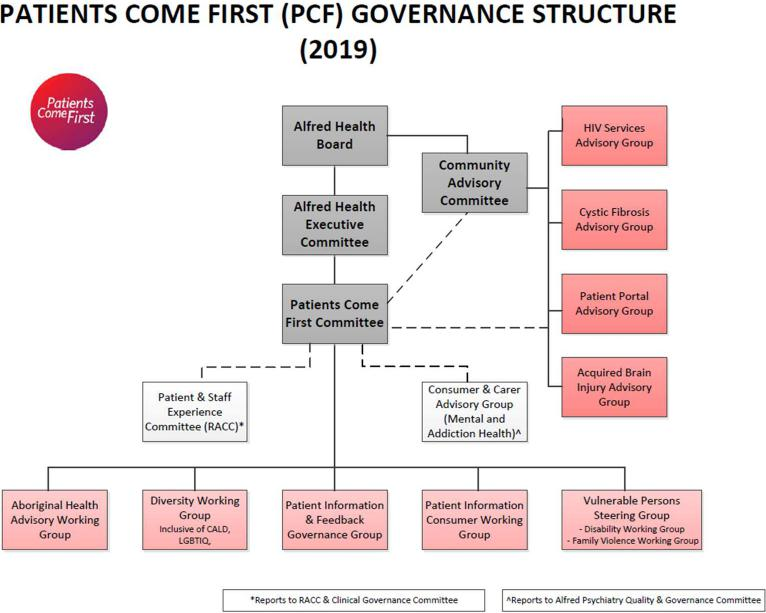 PATIENTS COME FIRST (PCF) GOVERNANCE STRUCTURE
(2019)
Patients
Come First
Alfred Health
Board
Community
Advisory
Committee
HIV Services
Advisory Group
Alfred Health
Executive
Committee
Cystic Fibrosis
Advisory Group
Patients Come
First Committee
Patient Portal
Advisory Group
Acquired Brain
Injury Advisory
Group
Patient & Staff
Experience
Committee (RACC)*
Consumer & Carer
Advisory Group
(Mental and
Addiction Health)^
Aboriginal Health
Advisory Working
Group
Diversity Working
Group
Inclusive of CALD,
LGBTIQ,
Patient Information
& Feedback
Governance Group
Patient Information
Consumer Working
Group
Vulnerable Persons
Steering Group
- Disability Working Group
- Family Violence Working Group
*Reports to RACC & Clinical Governance Committee
^Reports to Alfred Psychiatry Quality & Governance Committee